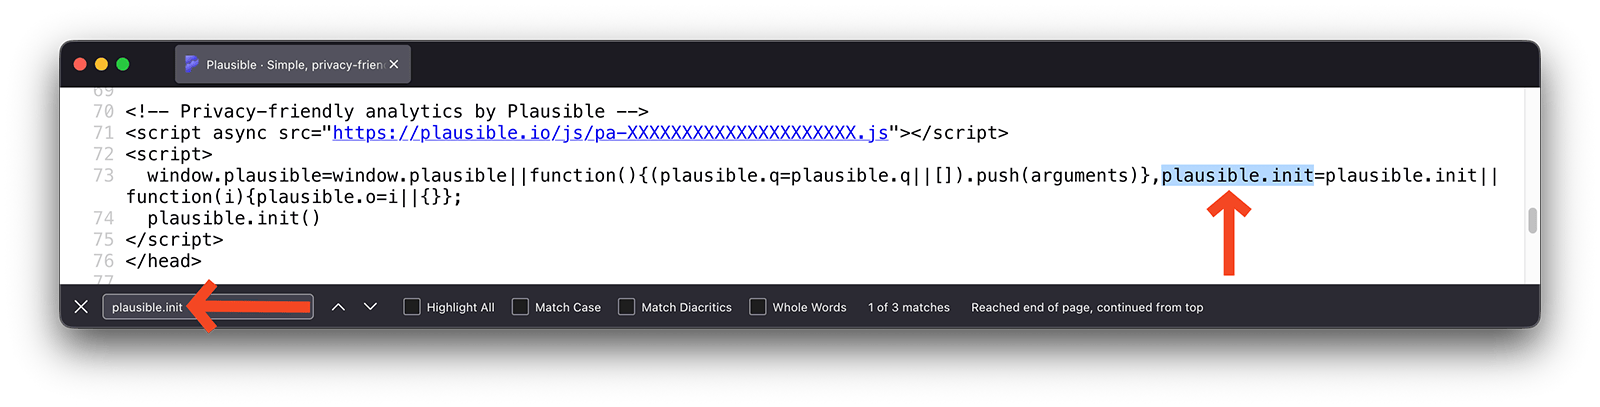 Plausible · Simple, privacy-frien
69
70 <!-- Privacy-friendly analytics by Plausible -->
71 <script async src="https://plausible.io/js/pa-XXXXXXXXXXXXXXXXXXXXX.js"></script>
72 <script>
73   window.plausible=window.plausible||function(){(plausible.q=plausible.q||[]).push(arguments)},plausible.init=plausible.init||
function(i){plausible.o=i||{}};
74   plausible.init()
75 </script>
76 </head>
77
plausible.init Highlight All Match Case Match Diacritics Whole Words 1 of 3 matches Reached end of page, continued from top